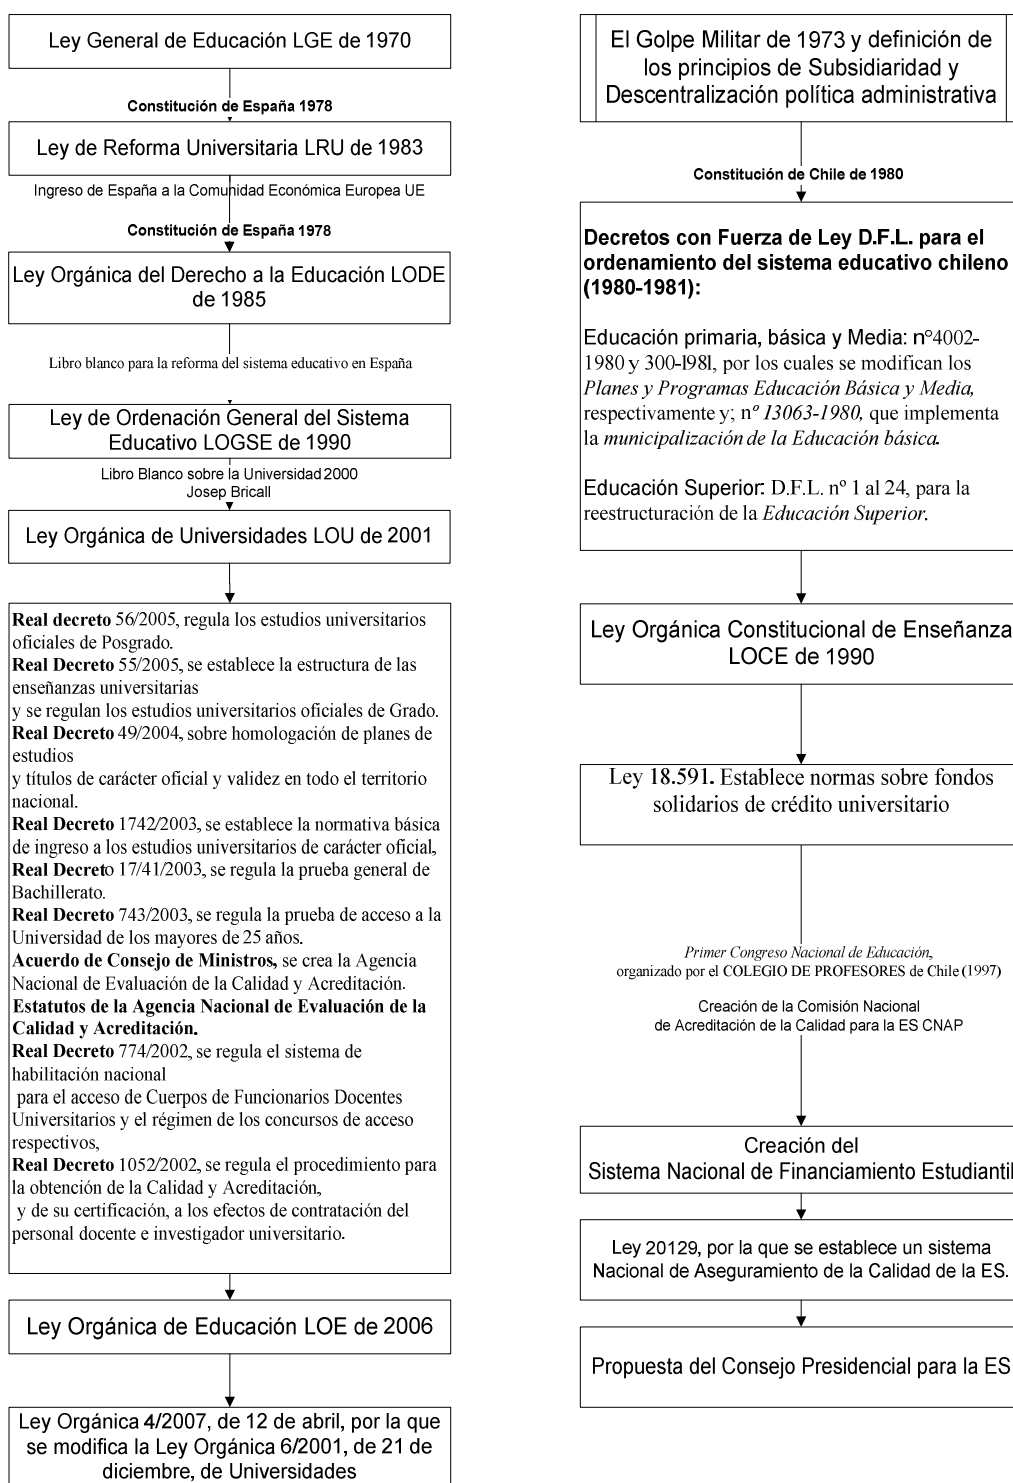 Ley General de Educación LGE de 1970
Constitución de España 1978
Ley de Reforma Universitaria LRU de 1983
Ingreso de España a la Comunidad Económica Europea UE
Constitución de España 1978
Ley Orgánica del Derecho a la Educación LODE
de 1985
Libro blanco para la reforma del sistema educativo en España
Ley de Ordenación General del Sistema
Educativo LOGSE de 1990
Libro Blanco sobre la Universidad 2000
Josep Bricall
Ley Orgánica de Universidades LOU de 2001
Real decreto 56/2005, regula los estudios universitarios
oficiales de Posgrado.
Real Decreto 55/2005, se establece la estructura de las
enseñanzas universitarias
y se regulan los estudios universitarios oficiales de Grado.
Real Decreto 49/2004, sobre homologación de planes de
estudios
y títulos de carácter oficial y validez en todo el territorio
nacional.
Real Decreto 1742/2003, se establece la normativa básica
de ingreso a los estudios universitarios de carácter oficial,
Real Decreto 17/41/2003, se regula la prueba general de
Bachillerato.
Real Decreto 743/2003, se regula la prueba de acceso a la
Universidad de los mayores de 25 años.
Acuerdo de Consejo de Ministros, se crea la Agencia
Nacional de Evaluación de la Calidad y Acreditación.
Estatutos de la Agencia Nacional de Evaluación de la
Calidad y Acreditación.
Real Decreto 774/2002, se regula el sistema de
habilitación nacional
para el acceso de Cuerpos de Funcionarios Docentes
Universitarios y el régimen de los concursos de acceso
respectivos,
Real Decreto 1052/2002, se regula el procedimiento para
la obtención de la Calidad y Acreditación,
y de su certificación, a los efectos de contratación del
personal docente e investigador universitario.
Ley Orgánica de Educación LOE de 2006
Ley Orgánica 4/2007, de 12 de abril, por la que
se modifica la Ley Orgánica 6/2001, de 21 de
diciembre, de Universidades
El Golpe Militar de 1973 y definición de
los principios de Subsidiaridad y
Descentralización política administrativa
Constitución de Chile de 1980
Decretos con Fuerza de Ley D.F.L. para el
ordenamiento del sistema educativo chileno
(1980-1981):
Educación primaria, básica y Media: nº4002-
1980 y 300-l98l, por los cuales se modifican los
Planes y Programas Educación Básica y Media,
respectivamente y; nº 13063-1980, que implementa
la municipalización de la Educación básica.
Educación Superior: D.F.L. nº 1 al 24, para la
reestructuración de la Educación Superior.
Ley Orgánica Constitucional de Enseñanza
LOCE de 1990
Ley 18.591. Establece normas sobre fondos
solidarios de crédito universitario
Primer Congreso Nacional de Educación,
organizado por el COLEGIO DE PROFESORES de Chile (1997)
Creación de la Comisión Nacional
de Acreditación de la Calidad para la ES CNAP
Creación del
Sistema Nacional de Financiamiento Estudiantil
Ley 20129, por la que se establece un sistema
Nacional de Aseguramiento de la Calidad de la ES.
Propuesta del Consejo Presidencial para la ES